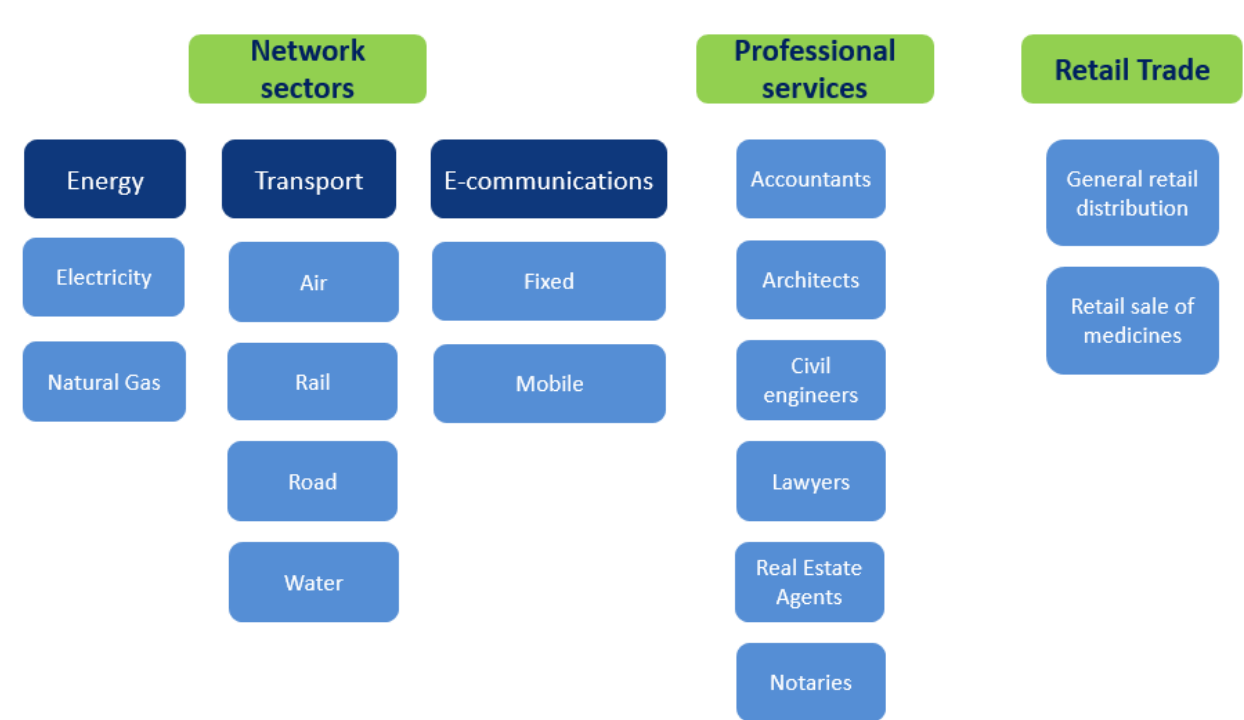 Network
sectors
Professional
services
Retail Trade
Energy
Transport
E-communications
Electricity
Natural Gas
Air
Rail
Road
Water
Fixed
Mobile
Accountants
Architects
Civil
engineers
Lawyers
Real Estate
Agents
Notaries
General retail
distribution
Retail sale of
medicines